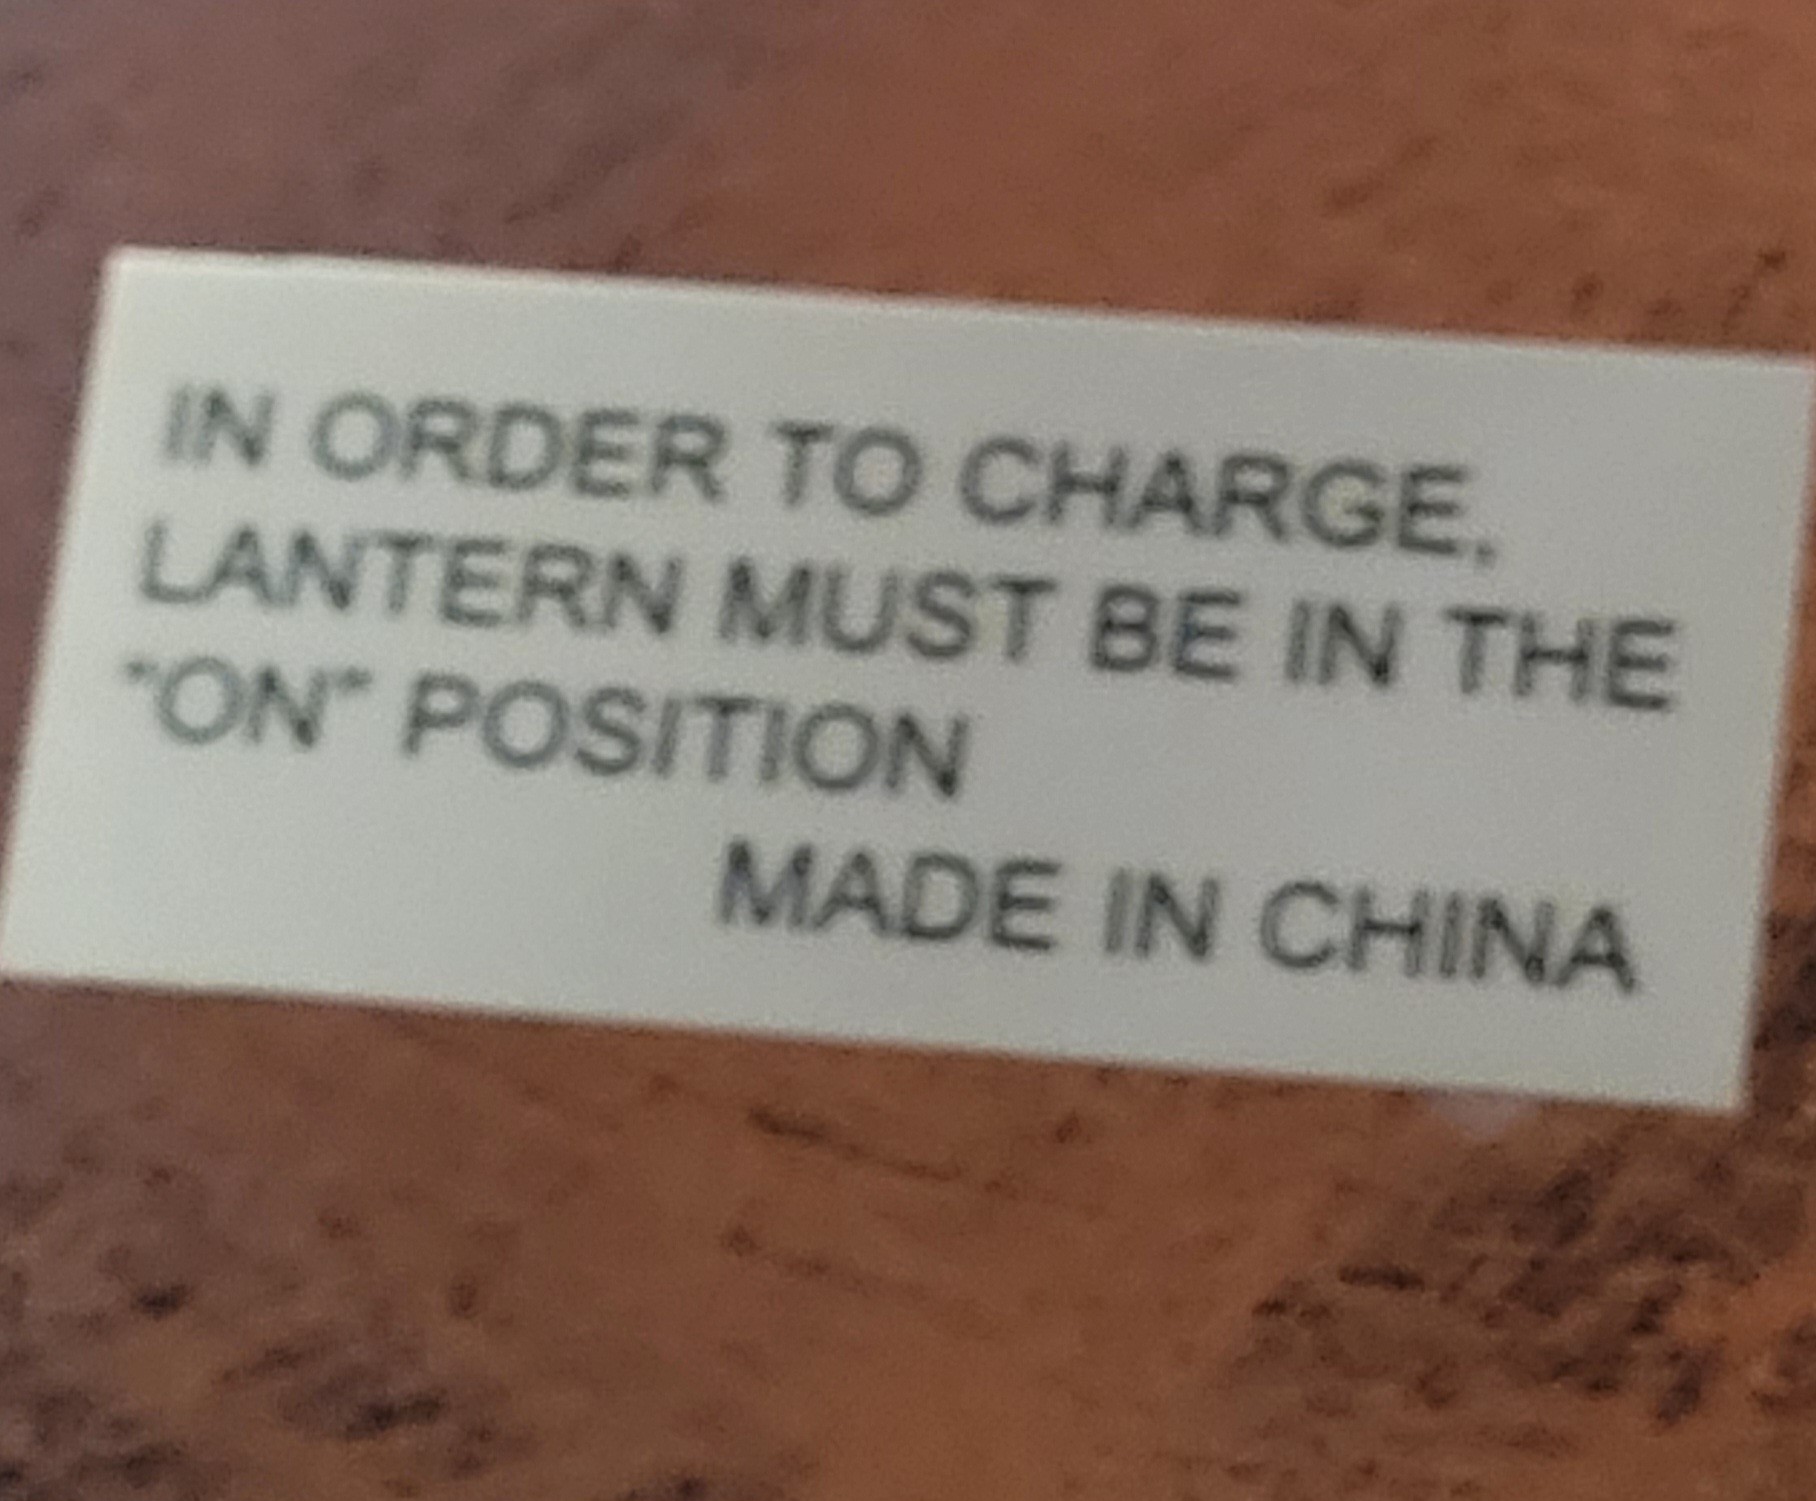 IN ORDER TO CHARGE,
LANTERN MUST BE IN THE
"ON" POSITION
MADE IN CHINA